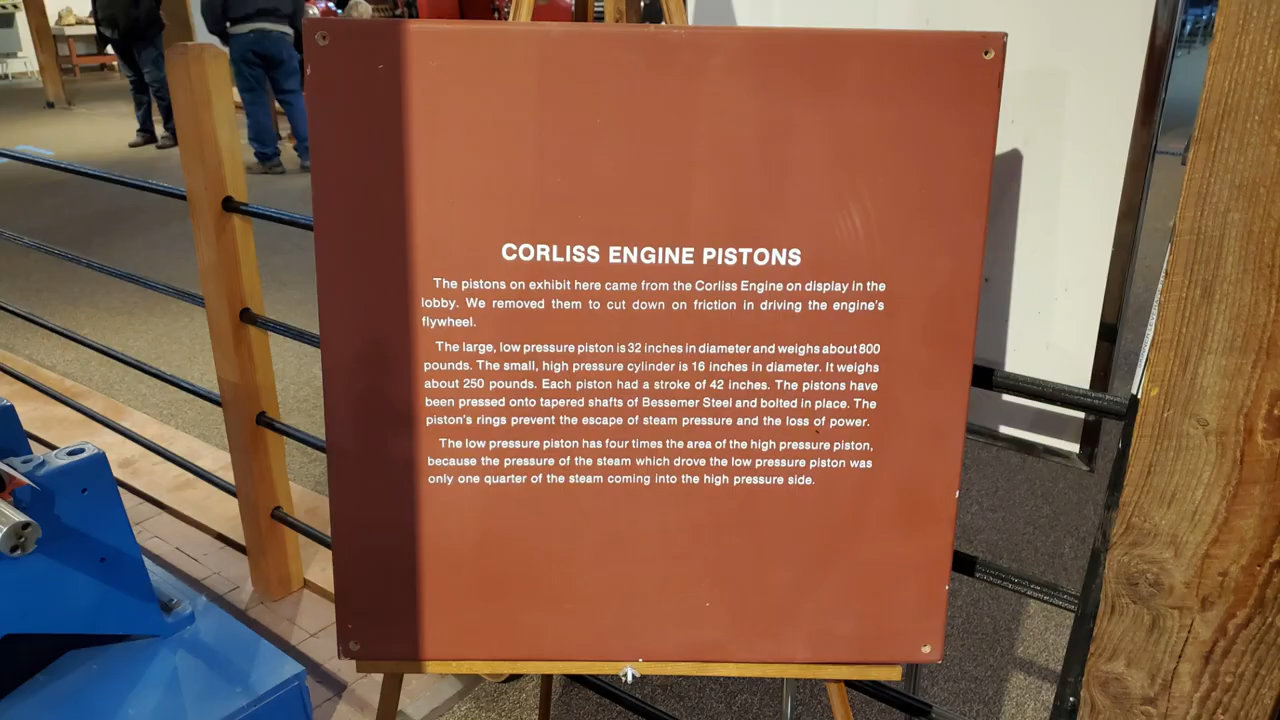 CORLISS ENGINE PISTONS
The pistons on exhibit here came from the Corliss Engine on display in the
lobby. We removed them to cut down on friction in driving the engine's
flywheel.
The large, low pressure piston is 32 inches in diameter and weighs about 800
pounds. The small, high pressure cylinder is 16 inches in diameter. It weighs
about 250 pounds. Each piston had a stroke of 42 inches. The pistons have
been pressed onto tapered shafts of Bessemer Steel and bolted in place. The
piston's rings prevent the escape of steam pressure and the loss of power.
The low pressure piston has four times the area of the high pressure piston,
because the pressure of the steam which drove the low pressure piston was
only one quarter of the steam coming into the high pressure side.